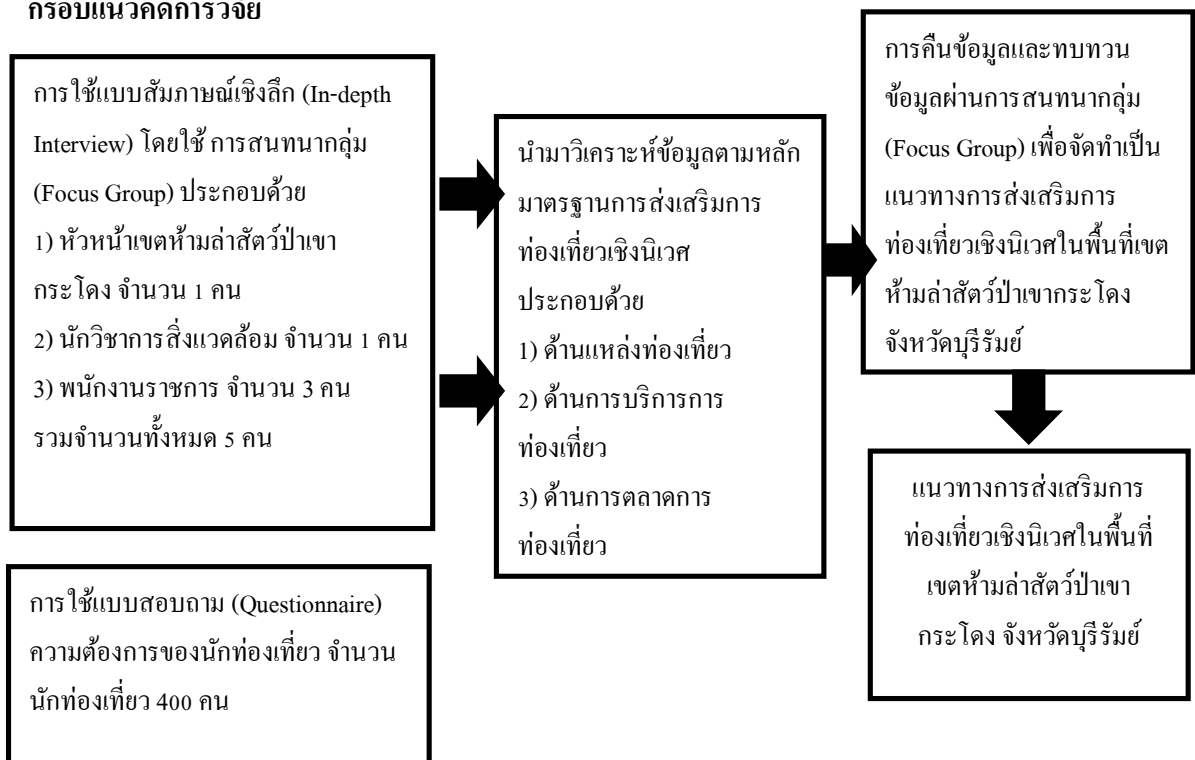 กรอบแนวคิดการวิจัย
การใช้แบบสัมภาษณ์เชิงลึก (In-depth
Interview) โดยใช้ การสนทนากลุ่ม
(Focus Group) ประกอบด้วย
1) หัวหน้าเขตห้ามล่าสัตว์ป่าเขา
กระโดง จำนวน 1 คน
2) นักวิชาการสิ่งแวดล้อม จำนวน 1 คน
3) พนักงานราชการ จำนวน 3 คน
รวมจำนวนทั้งหมด 5 คน
การใช้แบบสอบถาม (Questionnaire)
ความต้องการของนักท่องเที่ยว จำนวน
นักท่องเที่ยว 400 คน
นำมาวิเคราะห์ข้อมูลตามหลัก
มาตรฐานการส่งเสริมการ
ท่องเที่ยวเชิงนิเวศ
ประกอบด้วย
1) ด้านแหล่งท่องเที่ยว
2) ด้านการบริการการ
ท่องเที่ยว
3) ด้านการตลาดการ
ท่องเที่ยว
การคืนข้อมูลและทบทวน
ข้อมูลผ่านการสนทนากลุ่ม
(Focus Group) เพื่อจัดทำเป็น
แนวทางการส่งเสริมการ
ท่องเที่ยวเชิงนิเวศในพื้นที่เขต
ห้ามล่าสัตว์ป่าเขากระโดง
จังหวัดบุรีรัมย์
แนวทางการส่งเสริมการ
ท่องเที่ยวเชิงนิเวศในพื้นที่
เขตห้ามล่าสัตว์ป่าเขา
กระโดง จังหวัดบุรีรัมย์